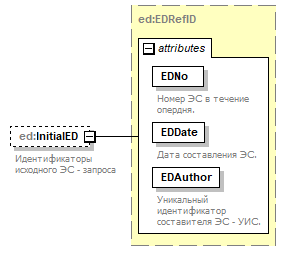 ed:EDRefID
attributes
EDNo
Номер ЭС в течение
опердня.
EDDate
Дата составления ЭС.
EDAuthor
Уникальный
идентификатор
составителя ЭС - УИС.
ed:InitialED
Идентификаторы
исходного ЭС - запроса